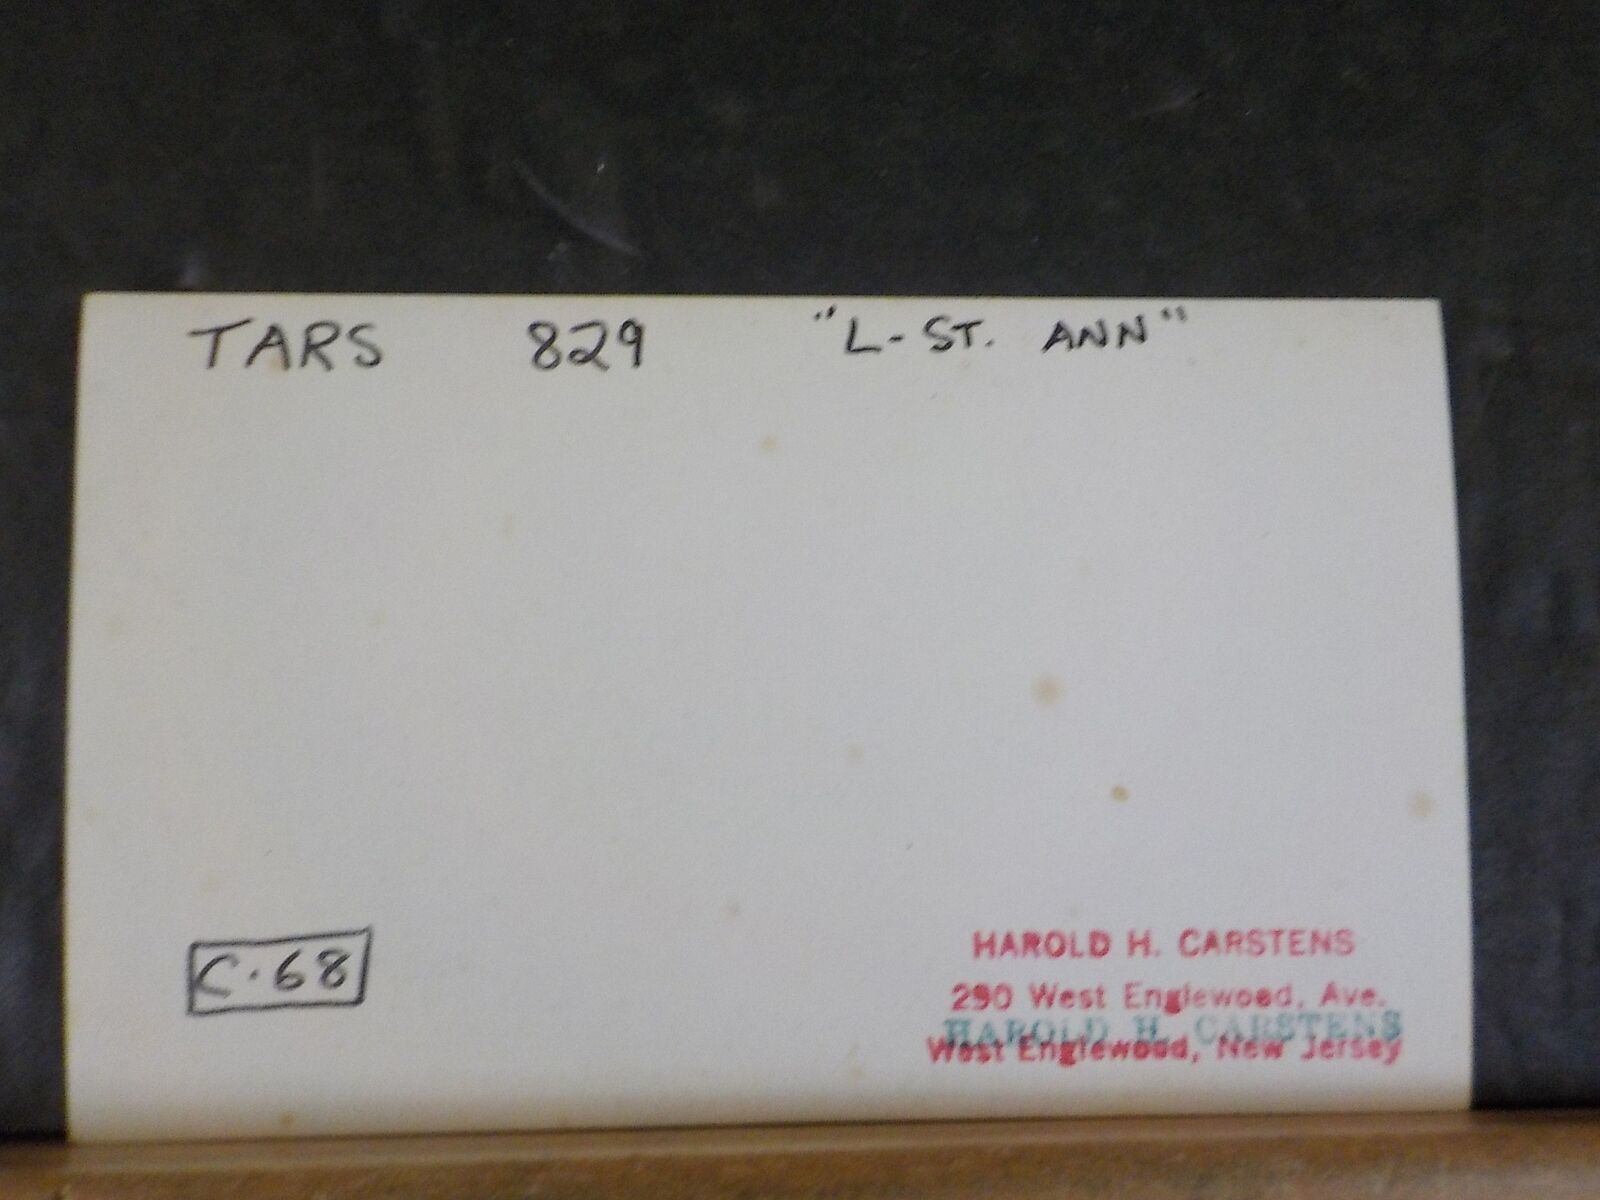 TARS 829 "L-ST. ANN"
C.68
HAROLD H. CARSTENS
290 West Englewood, Ave.
HAROLD H. CARSTENS
West Englewood, New Jersey